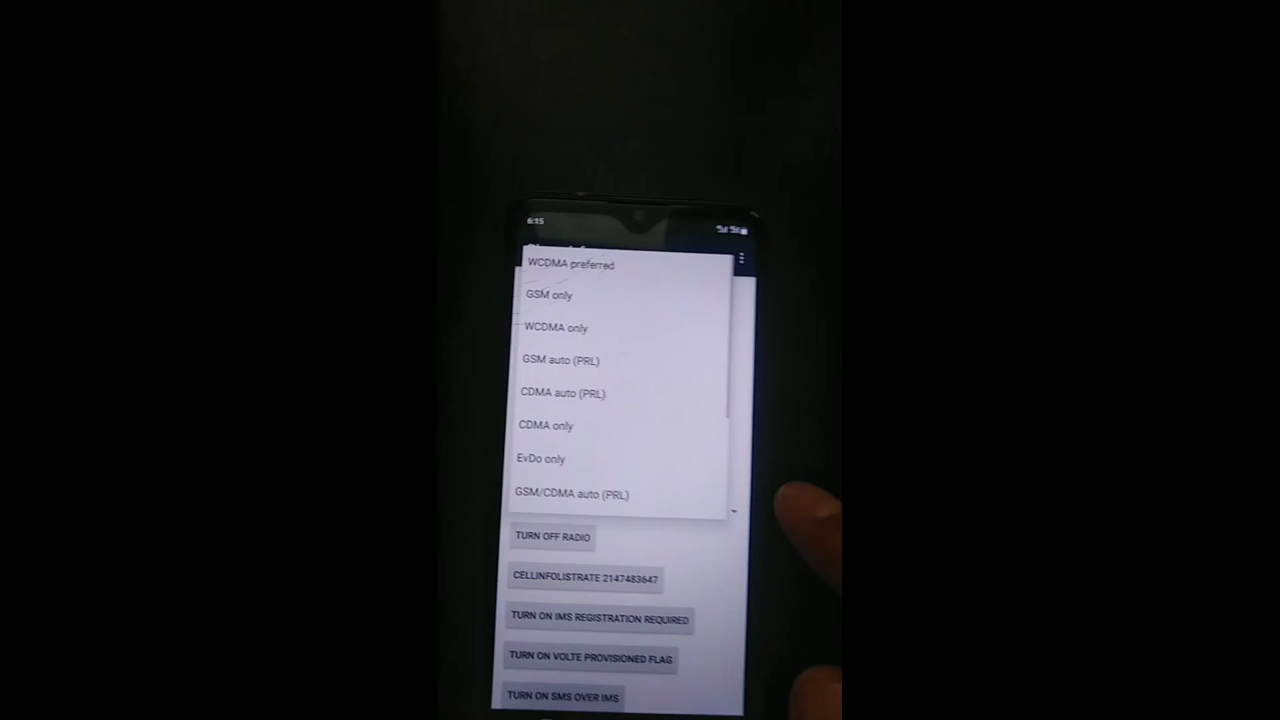 6:15
WCDMA preferred
GSM only
WCDMA only
GSM auto (PRL)
CDMA auto (PRL)
CDMA only
EvDo only
GSM/CDMA auto (PRL)
TURN OFF RADIO
CELLINFOLISTRATE 2147483647
TURN ON IMS REGISTRATION REQUIRED
TURN ON VOLTE PROVISIONED FLAG
TURN ON SMS OVER IMS